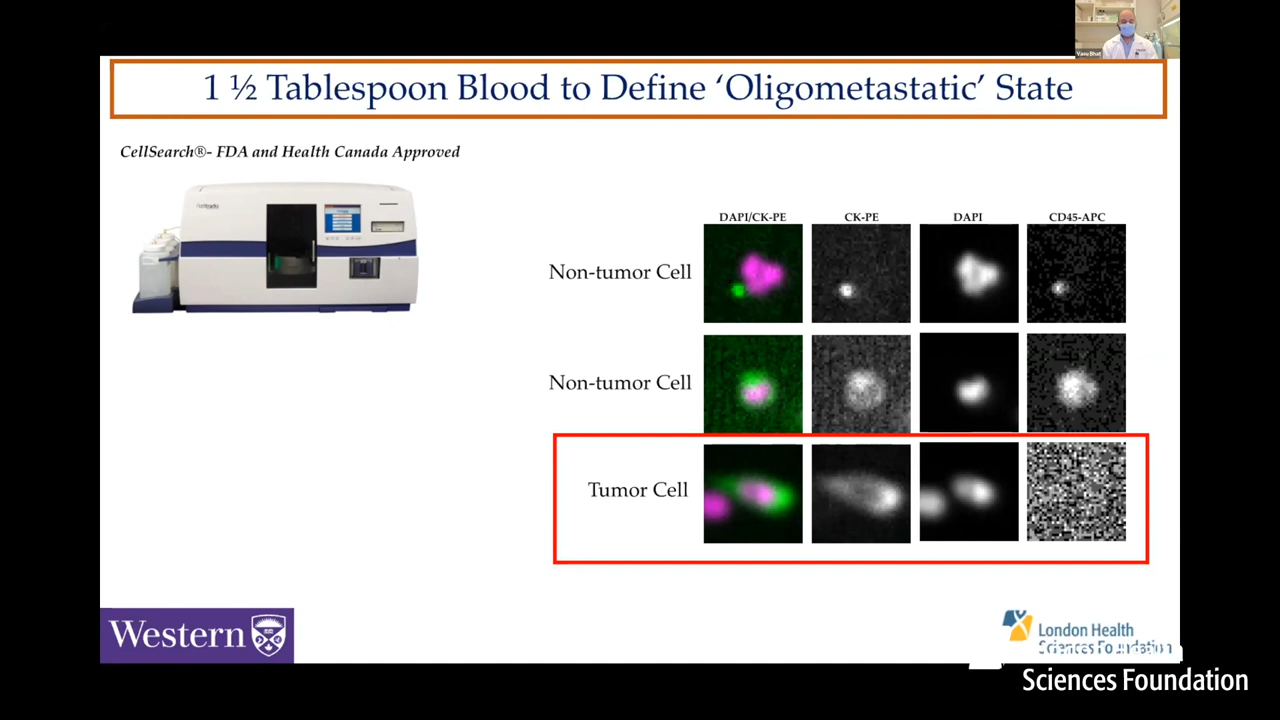 Vasu Bhat
1 ½ Tablespoon Blood to Define ‘Oligometastatic’ State
CellSearch®- FDA and Health Canada Approved
DAPI/CK-PE CK-PE DAPI CD45-APC
Non-tumor Cell
Non-tumor Cell
Tumor Cell
Western
London Health
Sciences Foundation
Sciences Foundation